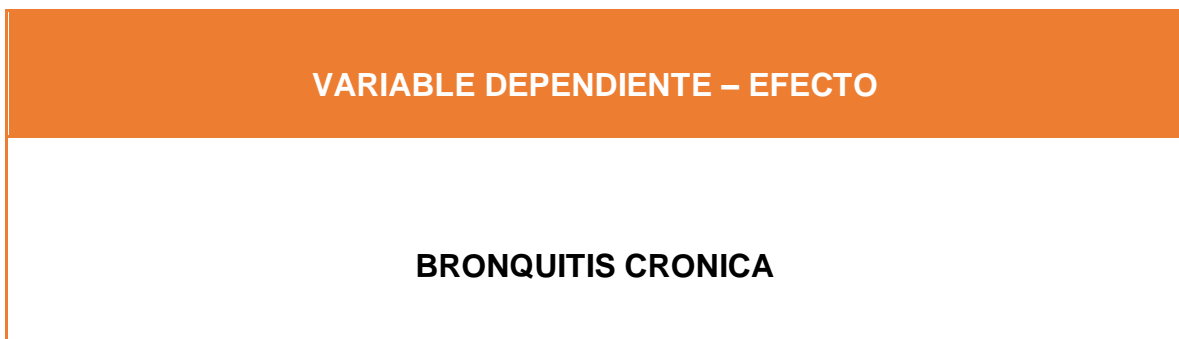 VARIABLE DEPENDIENTE – EFECTO
BRONQUITIS CRONICA